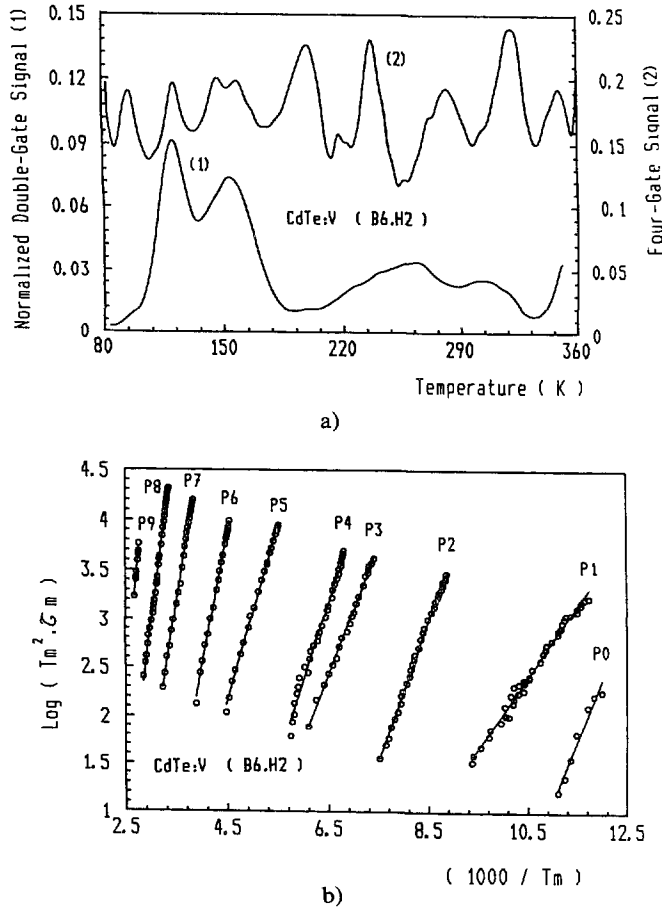 Normalized Double-Gate Signal (1)
0.15
0.12
0.09
0.06
0.03
0
(1)
(2)
CdTe:V ( B6.H2)
0.25
0.2
0.15
0.1
0.05
0
Four-Gate Signal (2)
80
150
220
290
360
Temperature ( K )
a)
Log ( Tm².𝒯m )
4.5
4
3.5
3
2.5
2
1.5
1
P9
P8
P7
P6
P5
P4
P3
P2
P1
P0
CdTe:V ( B6.H2)
2.5
4.5
6.5
8.5
10.5
12.5
( 1000 / Tm )
b)